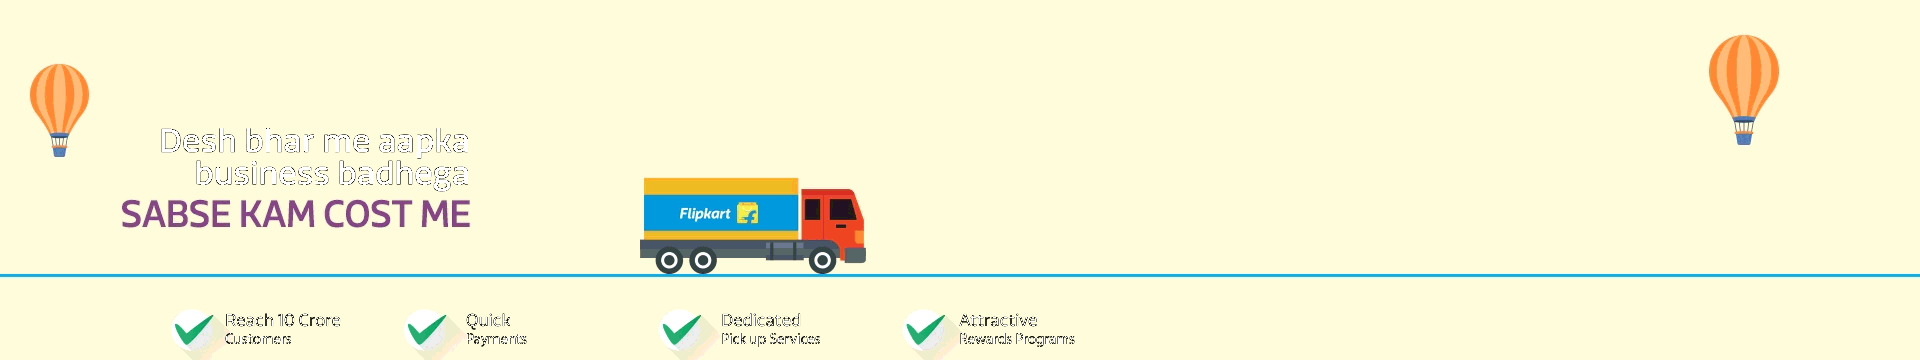 Desh bhar me aapka
business badhega
SABSE KAM COST ME
Flipkart
Reach 10 Crore
Customers
Quick
Payments
Dedicated
Pick up Services
Attractive
Rewards Programs